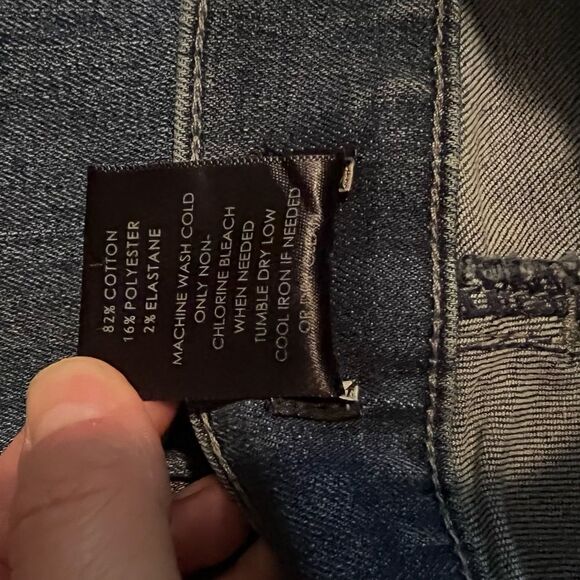 82% COTTON
16% POLYESTER
2% ELASTANE
MACHINE WASH COLD
ONLY NON-
CHLORINE BLEACH
WHEN NEEDED
TUMBLE DRY LOW
COOL IRON IF NEEDED
OR